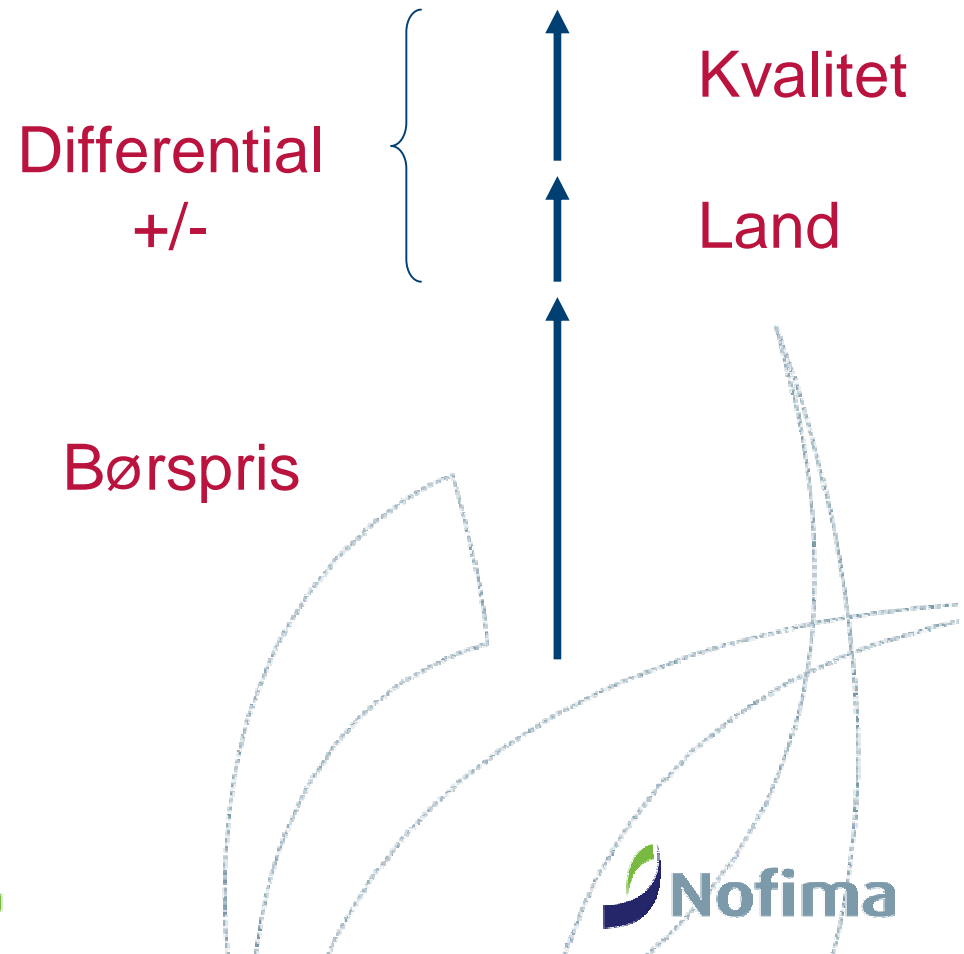 Kvalitet
Differential
+/-
Land
Børspris
Nofima